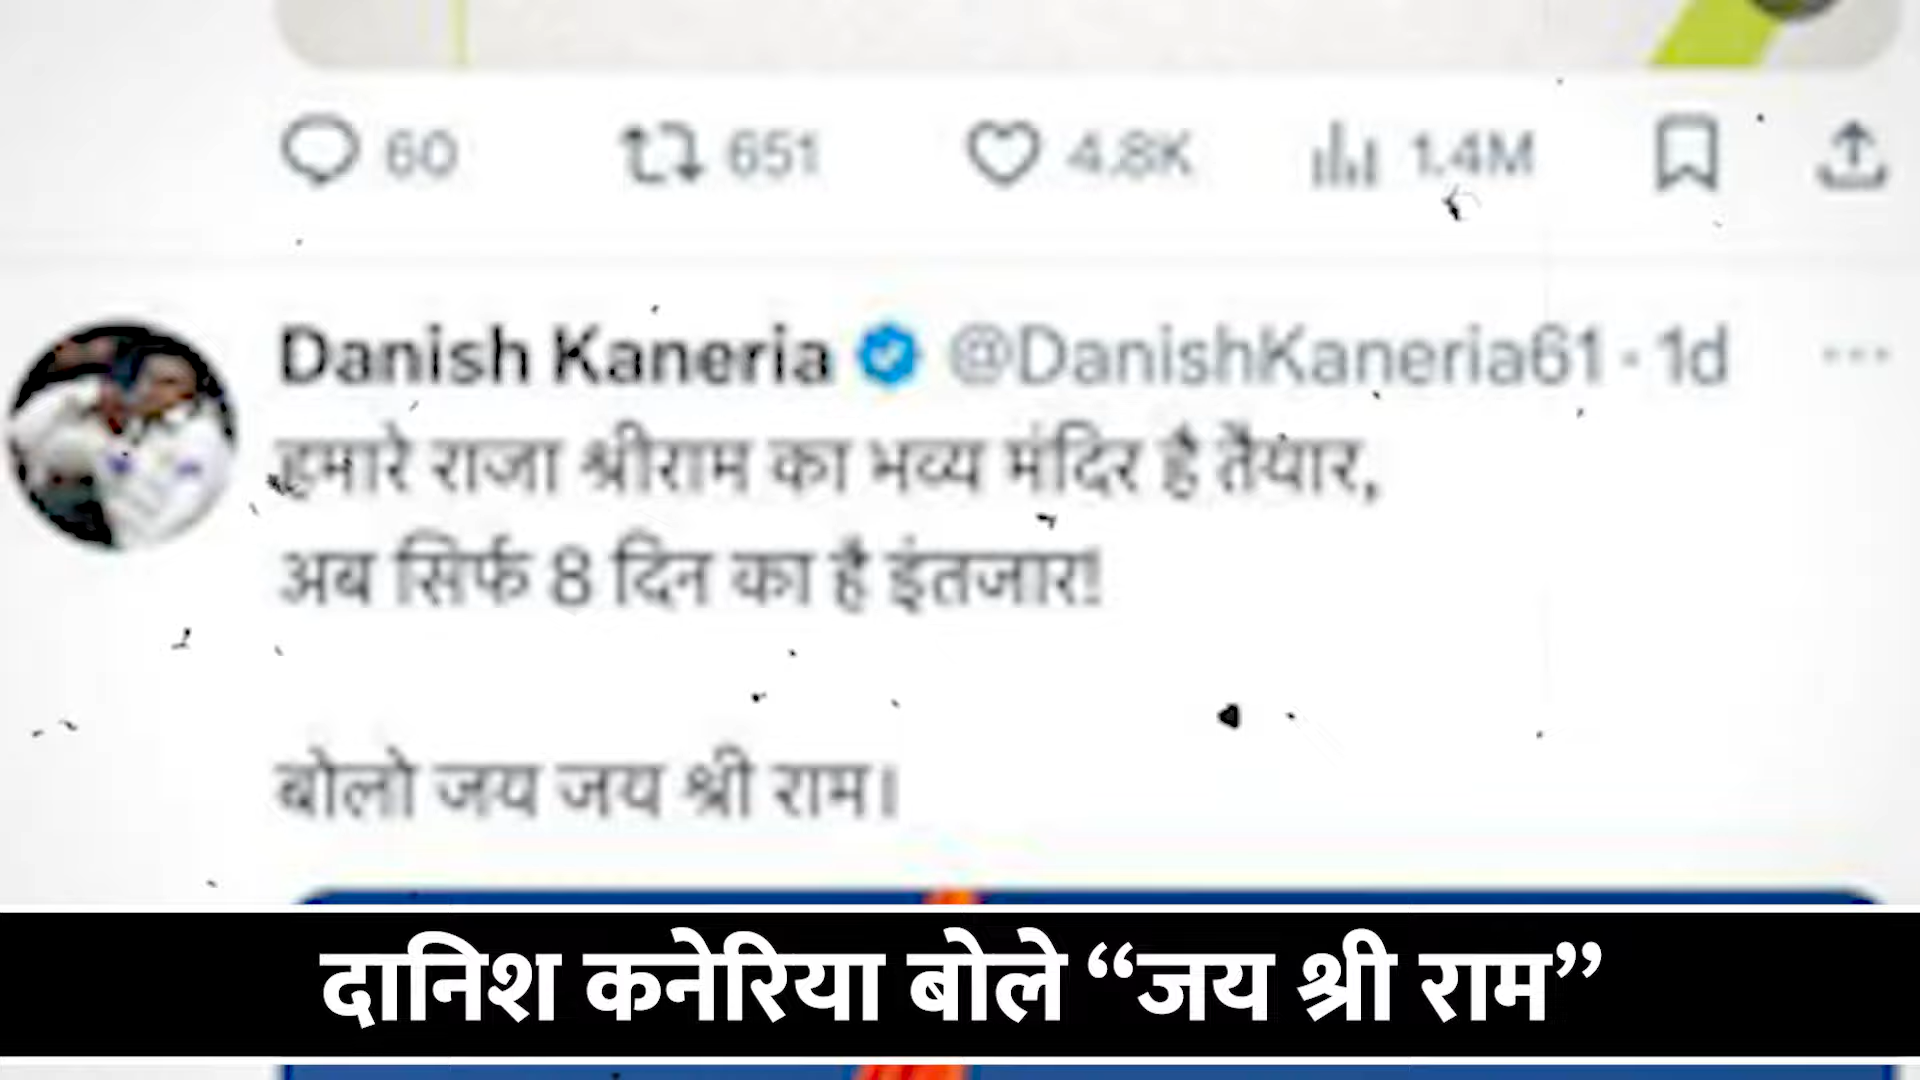 60 651 4.8K 1.4M
Danish Kaneria @DanishKaneria61 · 1d
हमारे राजा श्रीराम का भव्य मंदिर है तैयार,
अब सिर्फ 8 दिन का है इंतजार!
बोलो जय जय श्री राम।
दानिश कनेरिया बोले “जय श्री राम”